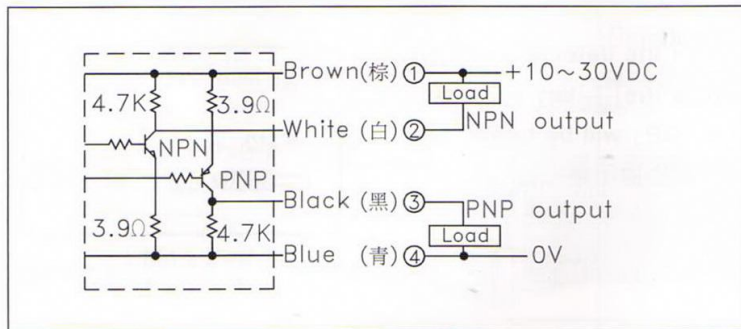 Brown(棕)① +10~30VDC
4.7K 3.9Ω Load
White (白)② NPN output
NPN
PNP
Black (黑)③ PNP output
3.9Ω 4.7K Load
Blue (青)④ 0V